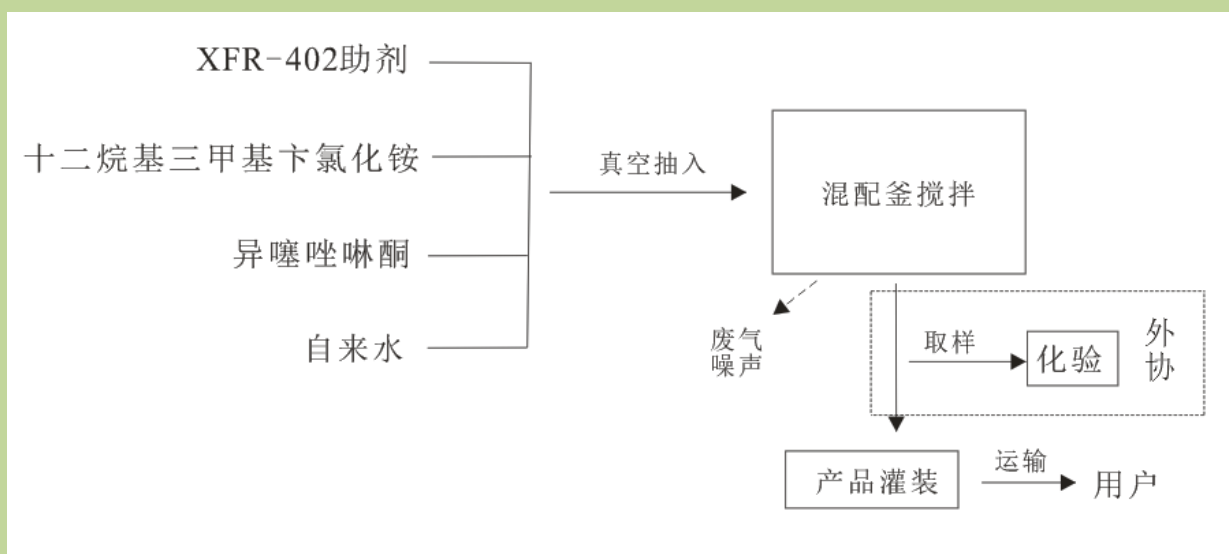 XFR-402助剂
十二烷基三甲基卞氯化铵
异噻唑啉酮
自来水
真空抽入
混配釜搅拌
废气
噪声
取样
化验
外
协
产品灌装
运输
用户